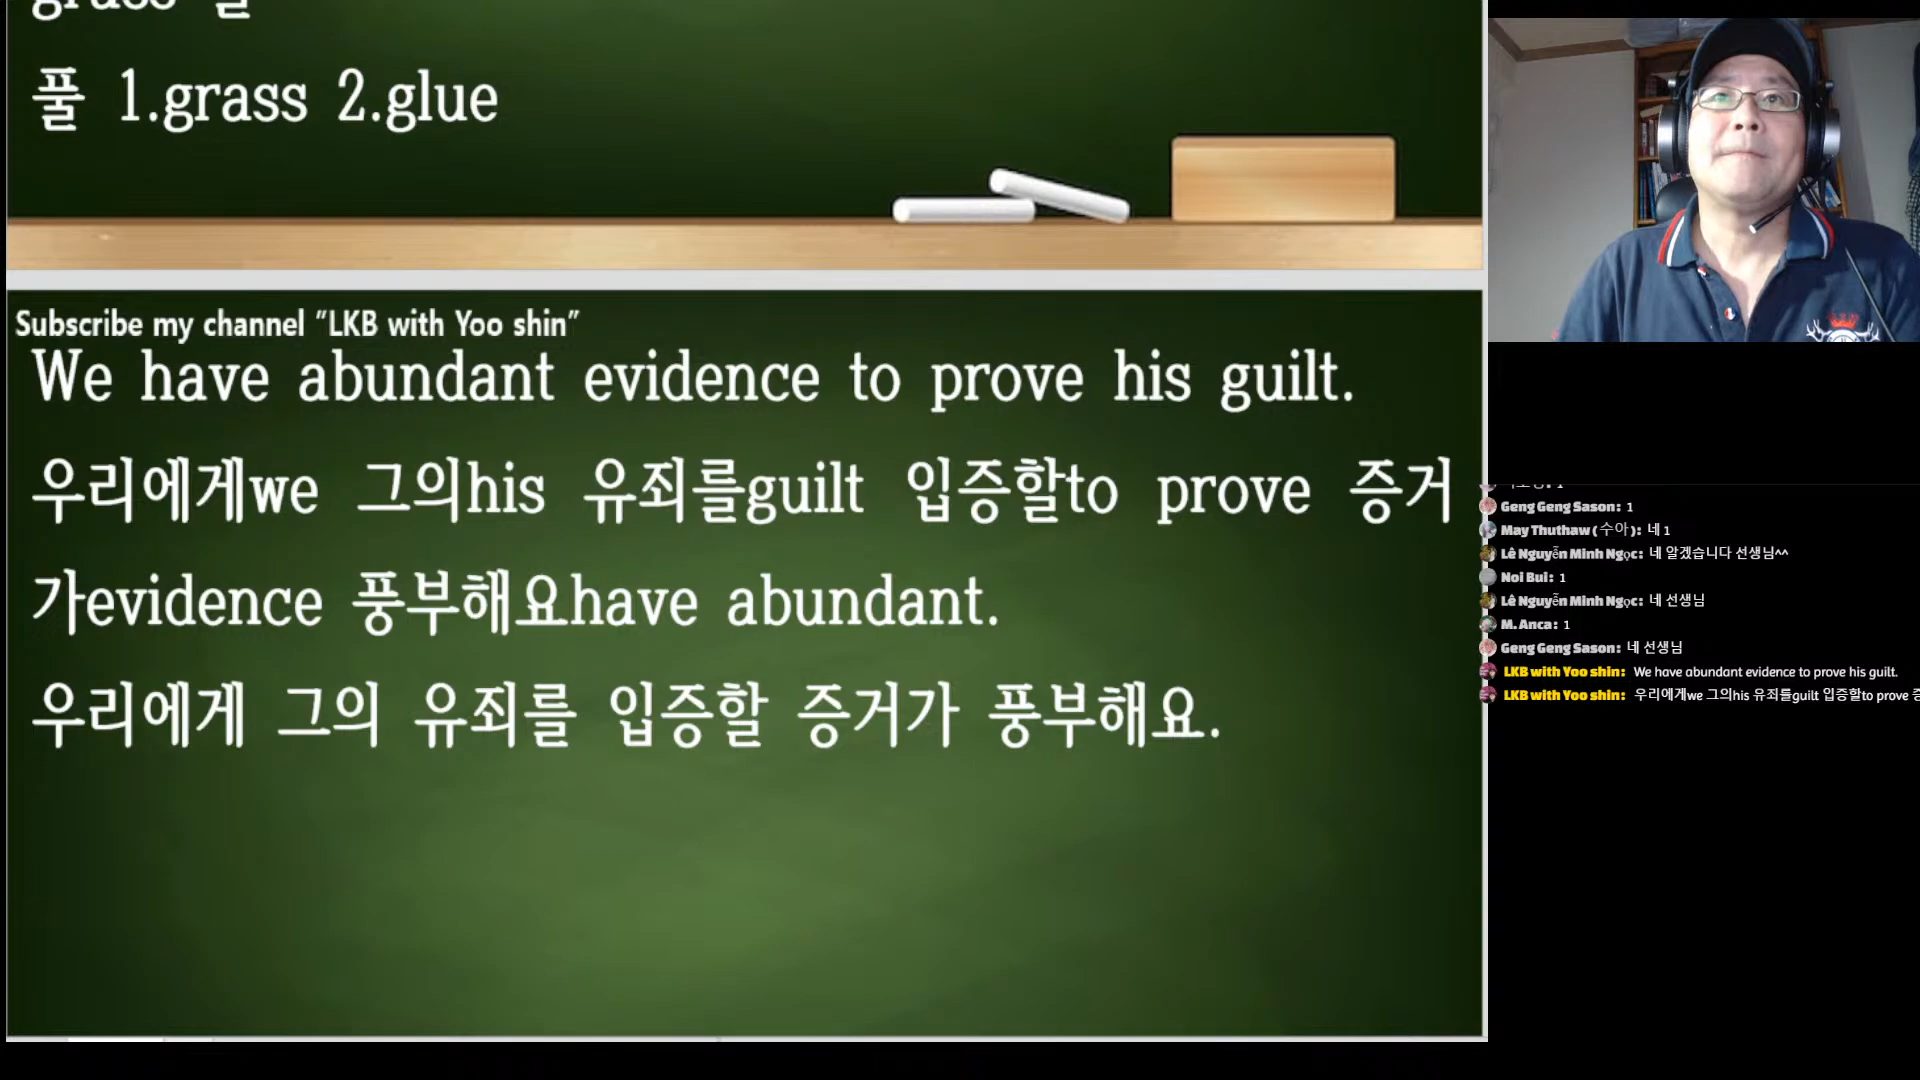 grass 풀
풀 1.grass 2.glue
Subscribe my channel “LKB with Yoo shin”
We have abundant evidence to prove his guilt.
우리에게we 그의his 유죄를guilt 입증할to prove 증거
가evidence 풍부해요have abundant.
우리에게 그의 유죄를 입증할 증거가 풍부해요.
Geng Geng Sason: 1
May Thuthaw (수아): 네 1
Lê Nguyễn Minh Ngọc: 네 알겠습니다 선생님^^
Noi Bui: 1
Lê Nguyễn Minh Ngọc: 네 선생님
M. Anca: 1
Geng Geng Sason: 네 선생님
LKB with Yoo shin: We have abundant evidence to prove his guilt.
LKB with Yoo shin: 우리에게we 그의his 유죄를guilt 입증할to prove 증